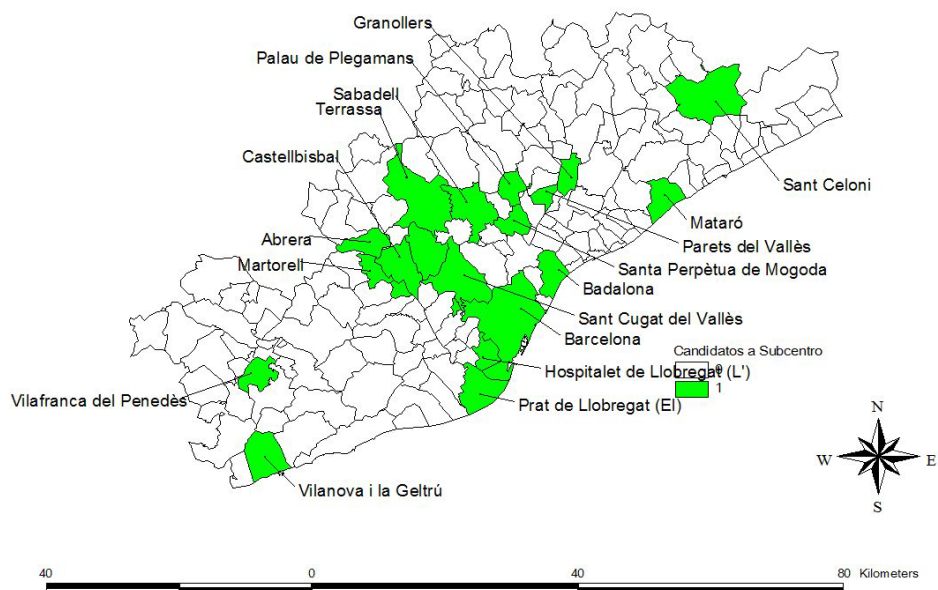 Granollers
Palau de Plegamans
Sabadell
Terrassa
Castellbisbal
Sant Celoni
Mataró
Abrera
Parets del Vallès
Martorell
Santa Perpètua de Mogoda
Badalona
Sant Cugat del Vallès
Barcelona
Candidatos a Subcentro
0
Hospitalet de Llobregat (L')
1
Vilafranca del Penedès
Prat de Llobregat (El)
N
W E
S
Vilanova i la Geltrú
40 0 40 80 Kilometers